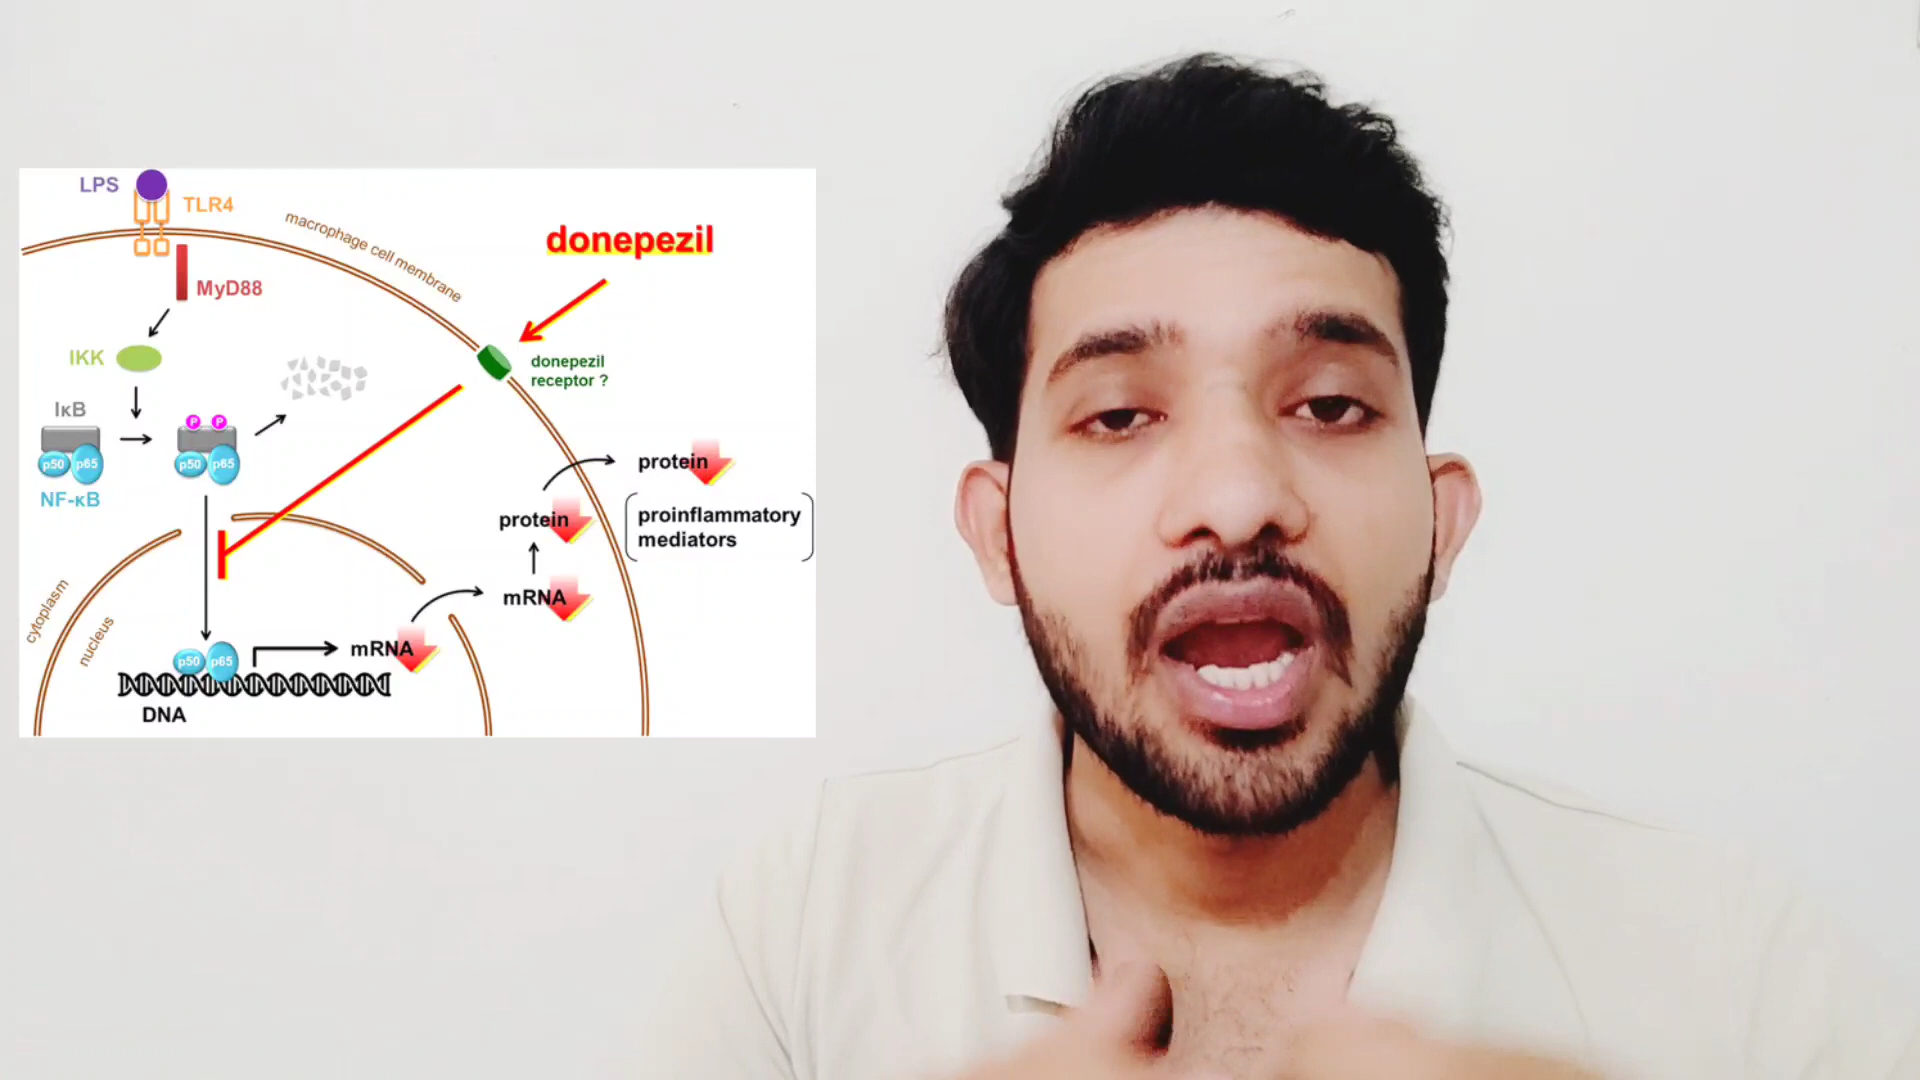 LPS
TLR4
macrophage cell membrane
donepezil
MyD88
IKK
donepezil
receptor ?
IκB
P P
p50 p65
p50 p65
NF-κB
protein
protein
proinflammatory
mediators
mRNA
cytoplasm
nucleus
p50 p65
mRNA
DNA